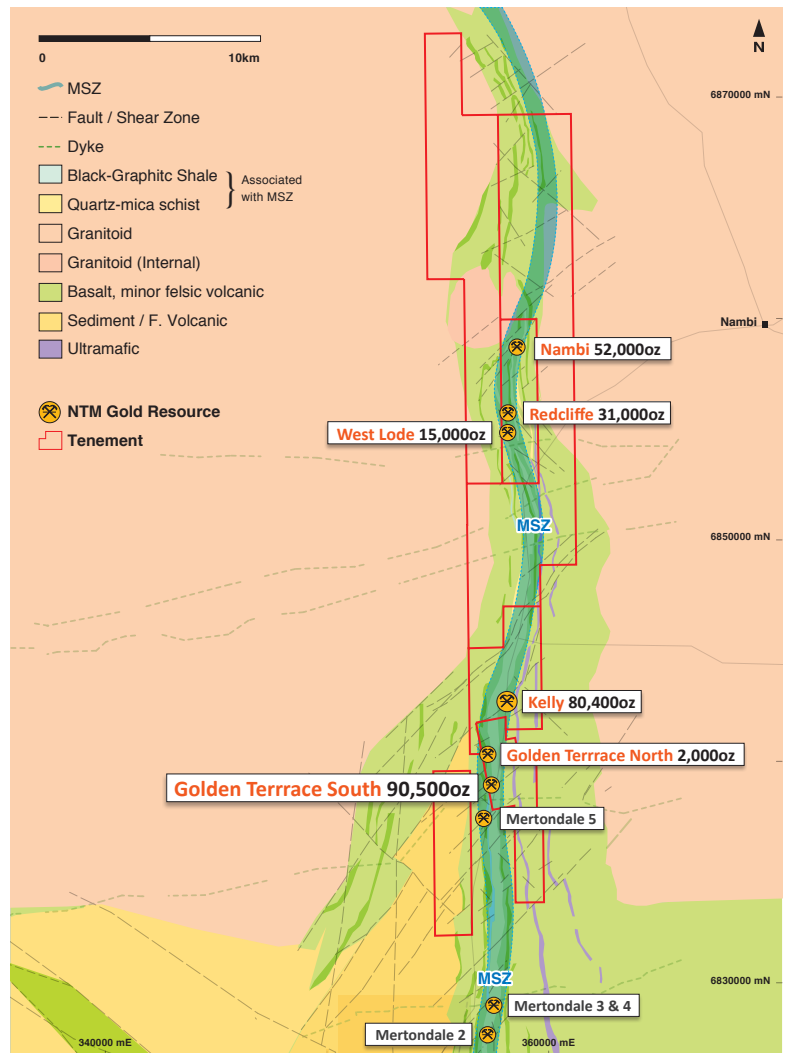 0 10km
N
MSZ
Fault / Shear Zone
Dyke
Black-Graphitc Shale
Quartz-mica schist
Associated
with MSZ
Granitoid
Granitoid (Internal)
Basalt, minor felsic volcanic
Sediment / F. Volcanic
Ultramafic
NTM Gold Resource
Tenement
6870000 mN
Nambi
Nambi 52,000oz
Redcliffe 31,000oz
West Lode 15,000oz
MSZ
6850000 mN
Kelly 80,400oz
Golden Terrrace North 2,000oz
Golden Terrrace South 90,500oz
Mertondale 5
MSZ
6830000 mN
Mertondale 3 & 4
Mertondale 2
340000 mE
360000 mE